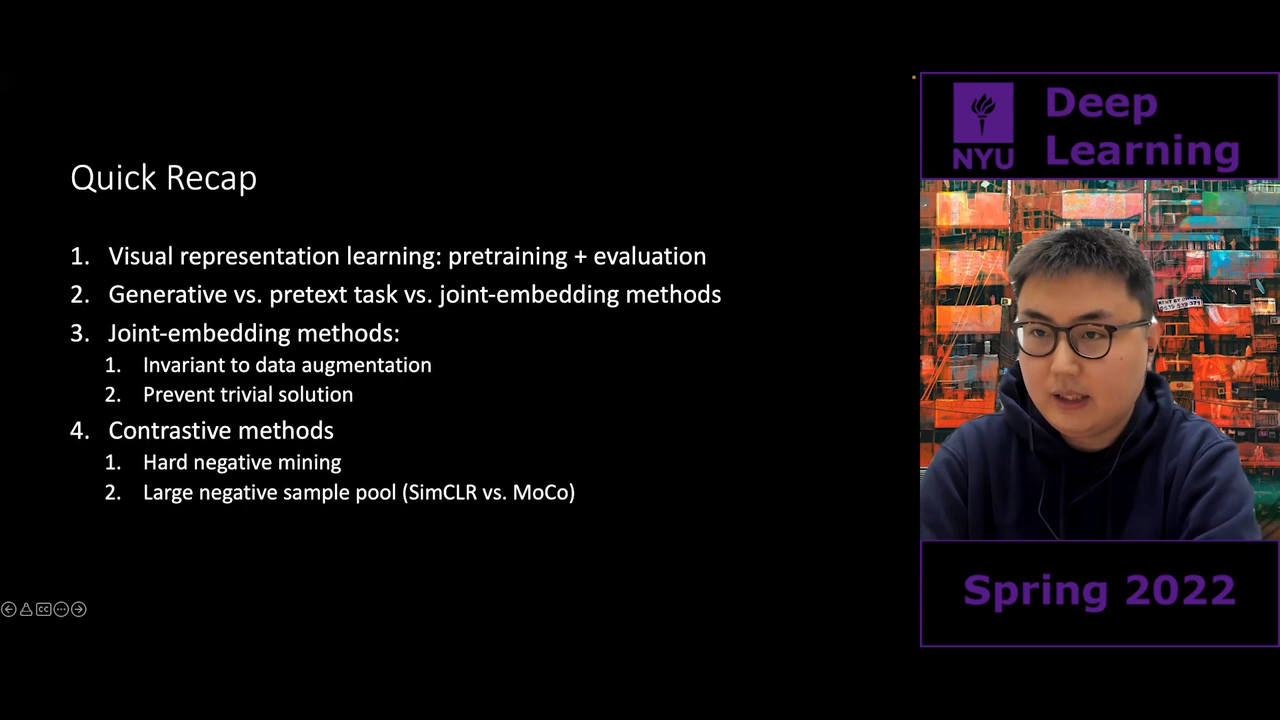 Quick Recap
1. Visual representation learning: pretraining + evaluation
2. Generative vs. pretext task vs. joint-embedding methods
3. Joint-embedding methods:
1. Invariant to data augmentation
2. Prevent trivial solution
4. Contrastive methods
1. Hard negative mining
2. Large negative sample pool (SimCLR vs. MoCo)
NYU
Deep
Learning
Spring 2022